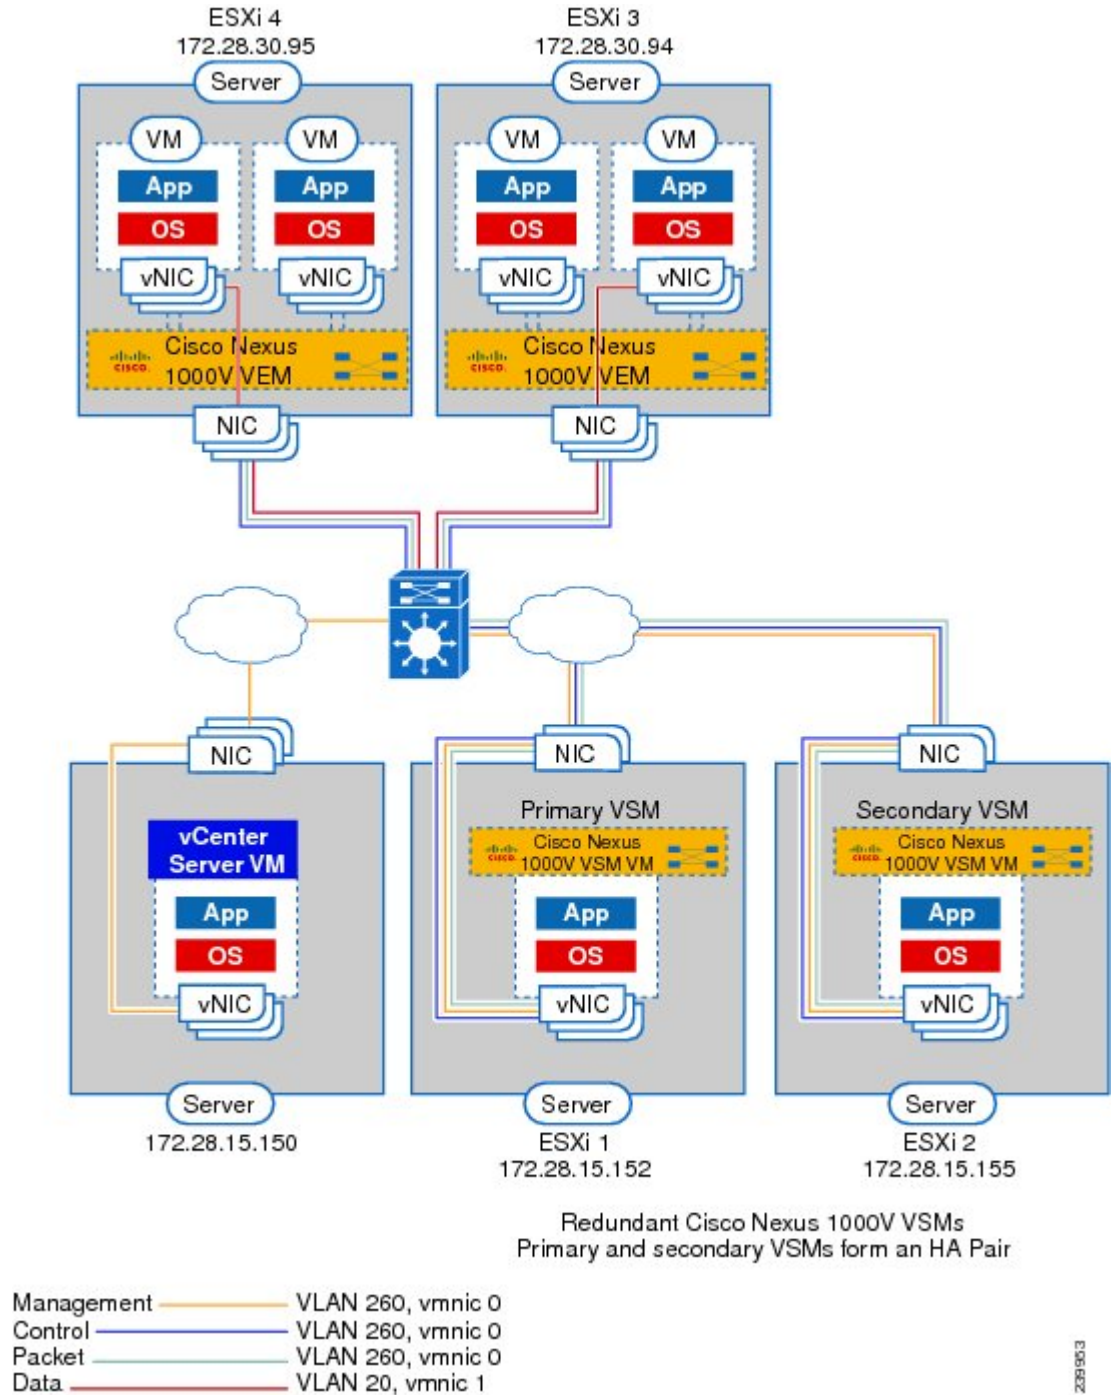 ESXi 4
172.28.30.95
Server
VM
VM
App
App
OS
OS
vNIC
vNIC
CISCO.
Cisco Nexus
1000V VEM
NIC
ESXi 3
172.28.30.94
Server
VM
VM
App
App
OS
OS
vNIC
vNIC
CISCO.
Cisco Nexus
1000V VEM
NIC
NIC
vCenter
Server VM
App
OS
vNIC
Server
172.28.15.150
NIC
Primary VSM
CISCO.
Cisco Nexus
1000V VSM VM
App
OS
vNIC
Server
ESXi 1
172.28.15.152
NIC
Secondary VSM
CISCO.
Cisco Nexus
1000V VSM VM
App
OS
vNIC
Server
ESXi 2
172.28.15.155
Redundant Cisco Nexus 1000V VSMs
Primary and secondary VSMs form an HA Pair
Management VLAN 260, vmnic 0
Control VLAN 260, vmnic 0
Packet VLAN 260, vmnic 0
Data VLAN 20, vmnic 1
239953